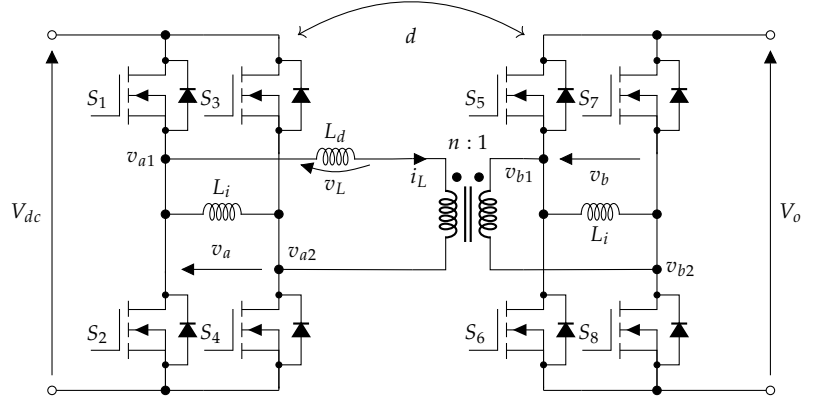 d
S1 S3 S5 S7
Ld n : 1
va1 vL iL vb1 vb
Li
Vdc Li Vo
va va2 vb2
S2 S4 S6 S8